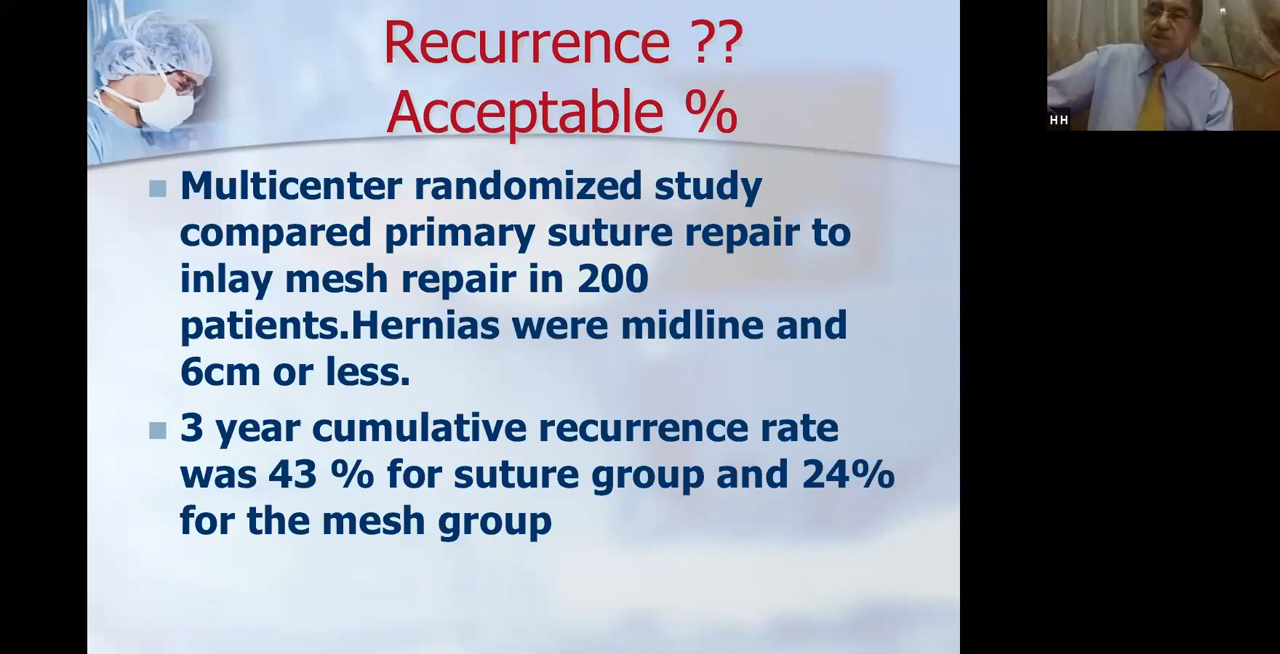 Recurrence ??
Acceptable %
Multicenter randomized study
compared primary suture repair to
inlay mesh repair in 200
patients.Hernias were midline and
6cm or less.
3 year cumulative recurrence rate
was 43 % for suture group and 24%
for the mesh group
HH